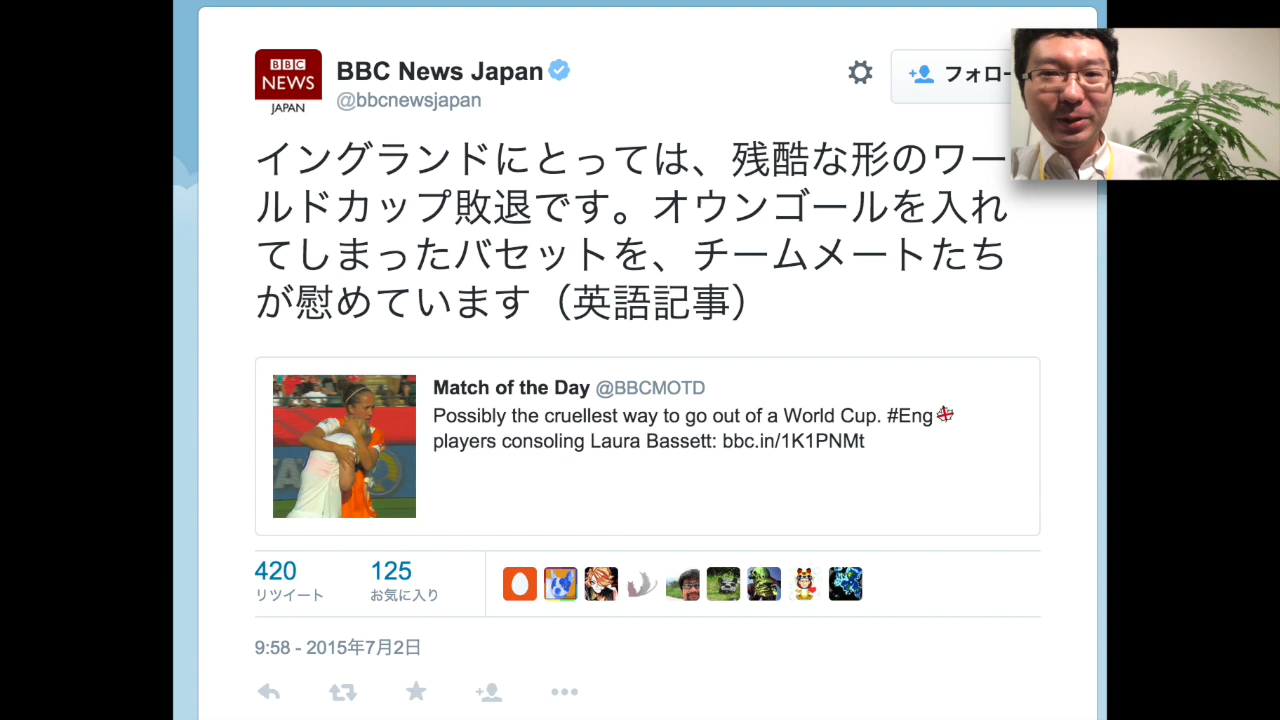 BBC
NEWS
JAPAN
BBC News Japan
@bbcnewsjapan
フォロー
イングランドにとっては、残酷な形のワー
ルドカップ敗退です。オウンゴールを入れ
てしまったバセットを、チームメートたち
が慰めています（英語記事）
Match of the Day @BBCMOTD
Possibly the cruellest way to go out of a World Cup. #Eng
players consoling Laura Bassett: bbc.in/1K1PNMt
420
リツイート
125
お気に入り
9:58 - 2015年7月2日